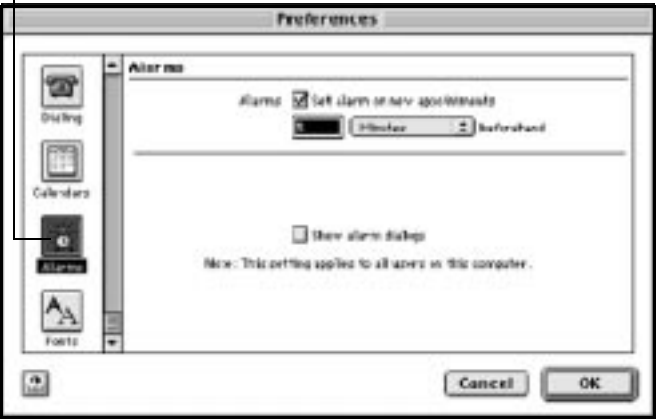 Preferences
Alarms
Dialing
Calendars
Alarms
Fonts
Alarms Set alarm on new appointments
Minutes beforehand
Show alarm dialogs
Note: This setting applies to all users on this computer.
Cancel
OK